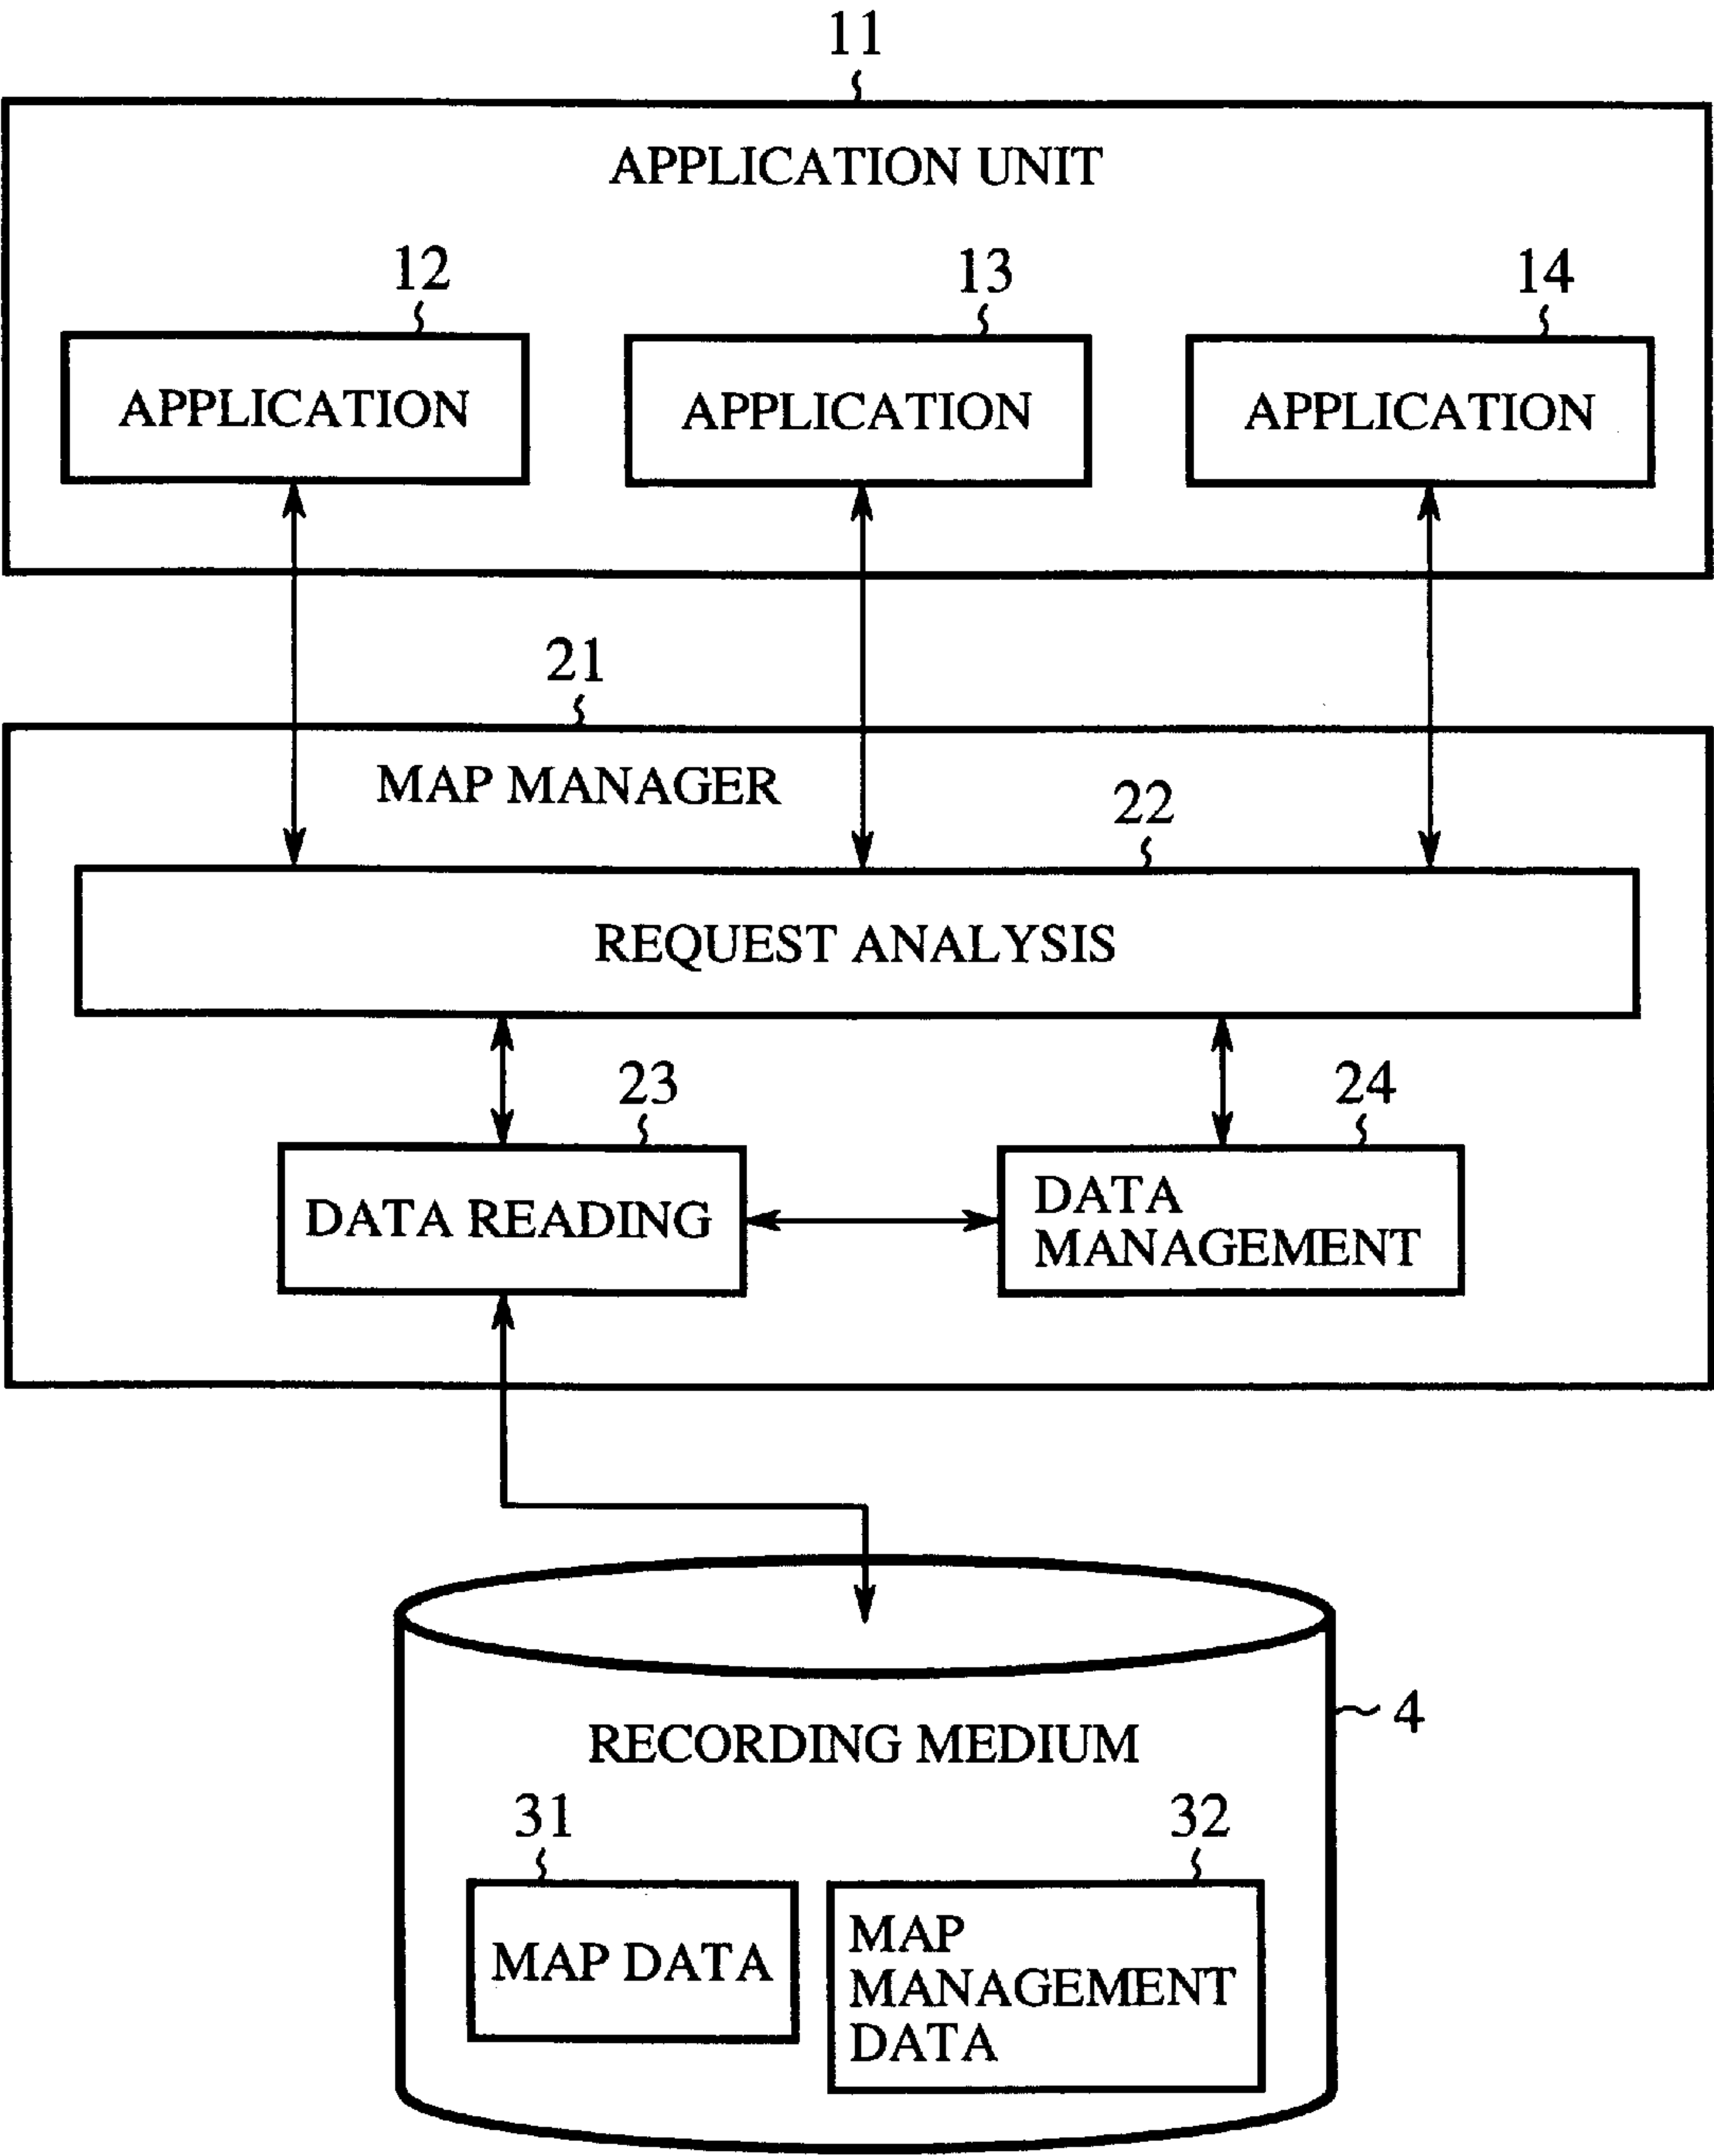 11
APPLICATION UNIT
12
13
14
APPLICATION
APPLICATION
APPLICATION
21
MAP MANAGER
22
REQUEST ANALYSIS
23
24
DATA READING
DATA
MANAGEMENT
4
RECORDING MEDIUM
31
32
MAP DATA
MAP
MANAGEMENT
DATA